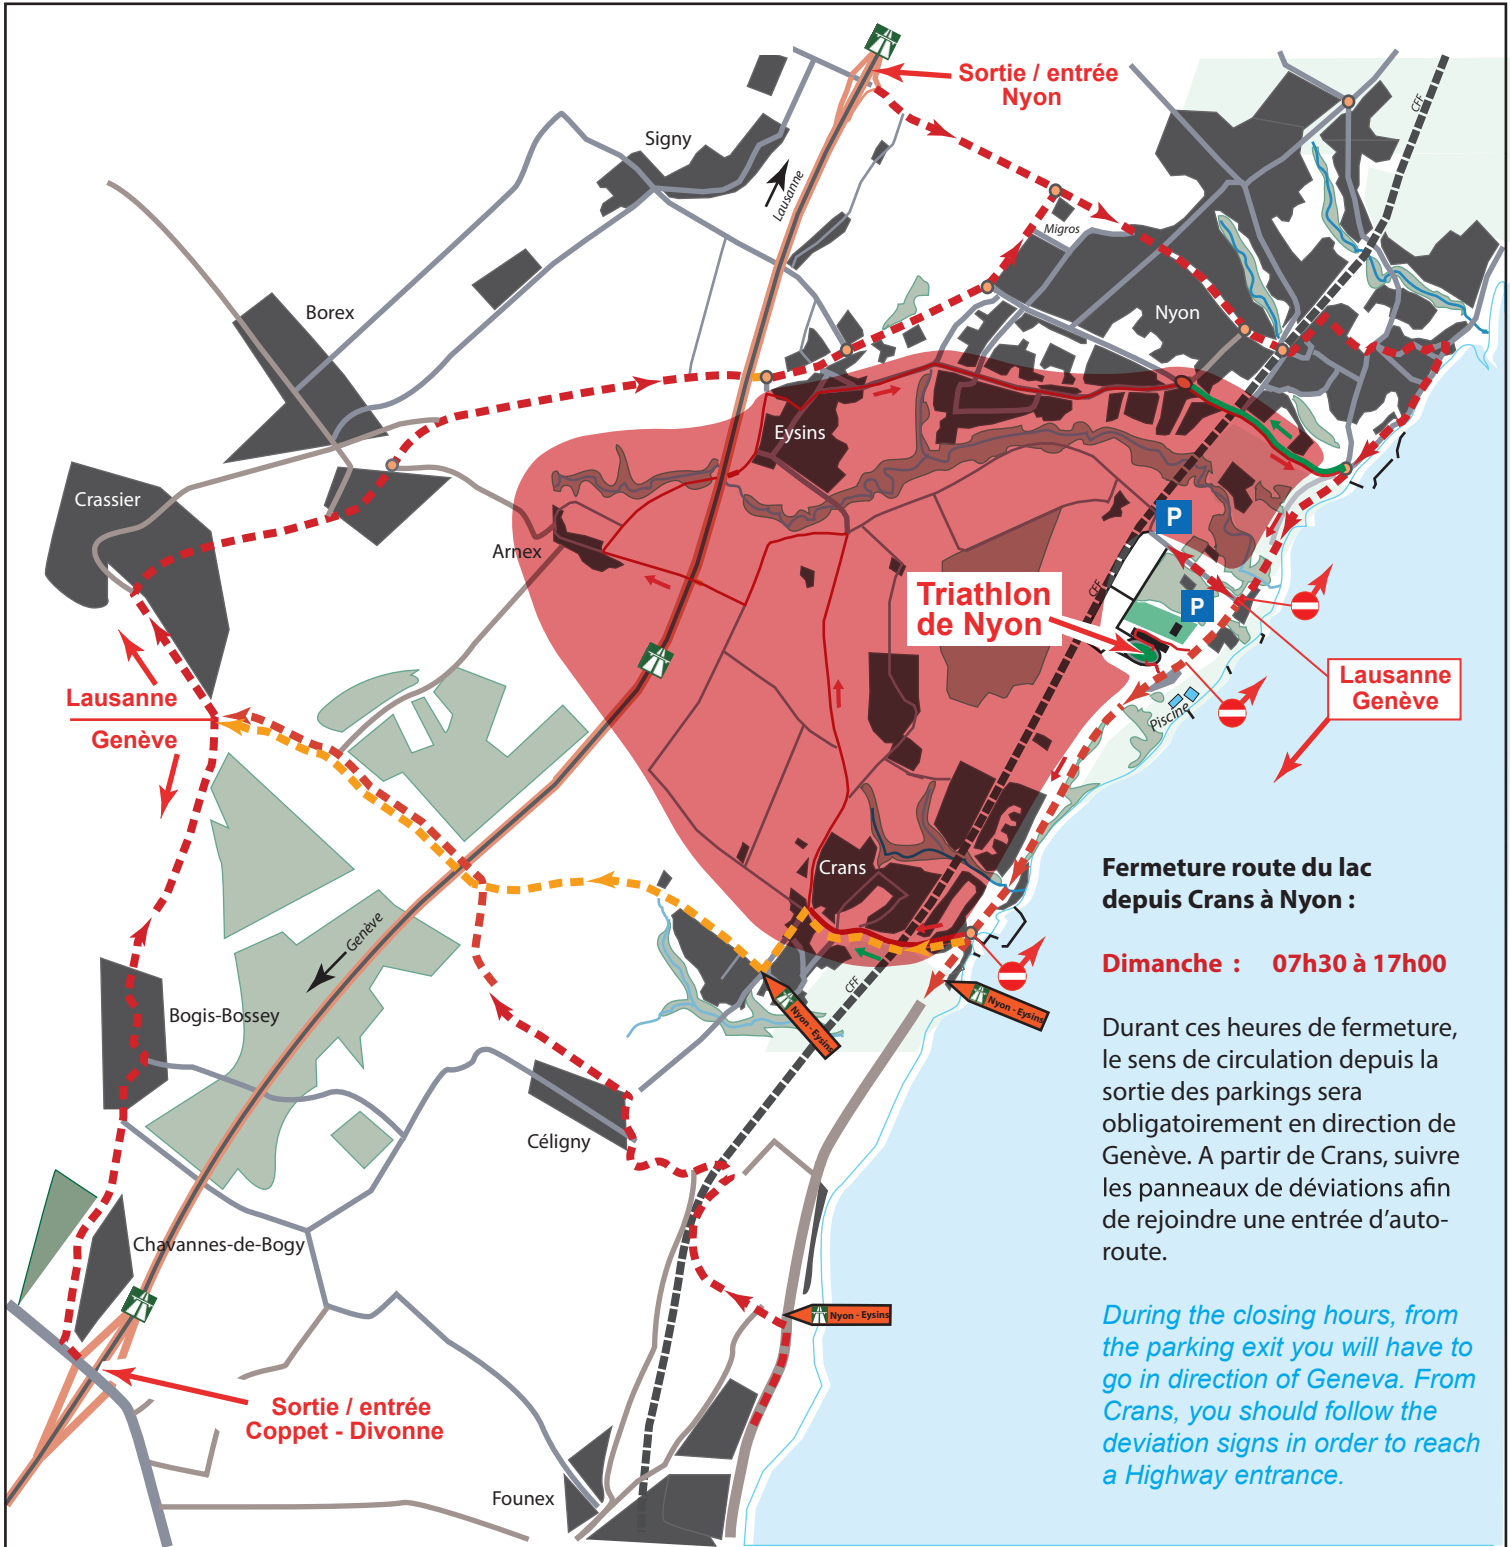 Sortie / entrée
Nyon
CFF
Signy
Lausanne
Migros
Borex
Nyon
Eysins
Crassier
Arnex
P
CFF
Triathlon
de Nyon
P
Lausanne
Genève
Lausanne
Genève
Piscine
Crans
Fermeture route du lac
depuis Crans à Nyon :
Genève
Dimanche : 07h30 à 17h00
CFF
Nyon - Eysins
Nyon - Eysins
Bogis-Bossey
Durant ces heures de fermeture,
le sens de circulation depuis la
sortie des parkings sera
obligatoirement en direction de
Genève. A partir de Crans, suivre
les panneaux de déviations afin
de rejoindre une entrée d’auto-
route.
Céligny
Chavannes-de-Bogy
Nyon - Eysins
During the closing hours, from
the parking exit you will have to
go in direction of Geneva. From
Crans, you should follow the
deviation signs in order to reach
a Highway entrance.
Sortie / entrée
Coppet - Divonne
Founex